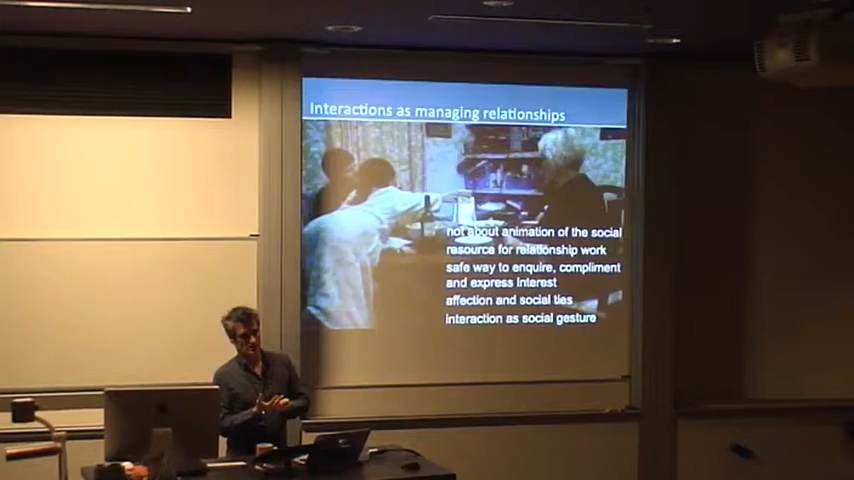 Interactions as managing relationships
not about animation of the social
resource for relationship work
safe way to enquire, compliment
and express interest
affection and social ties
interaction as social gesture